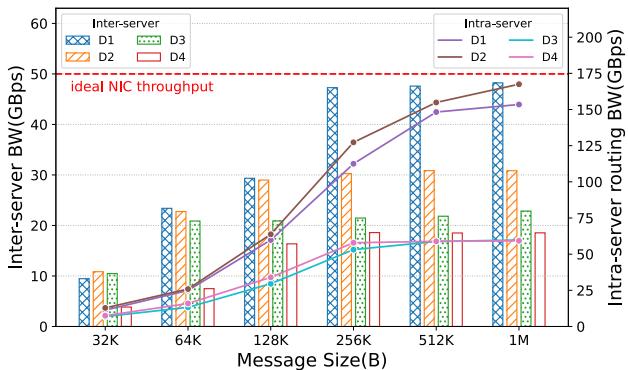 Inter-server
D1 D3
D2 D4
Intra-server
D1 D3
D2 D4
ideal NIC throughput
Inter-server BW(GBps)
60
50
40
30
20
10
0
Intra-server routing BW(GBps)
200
175
150
125
100
75
50
25
0
32K 64K 128K 256K 512K 1M
Message Size(B)